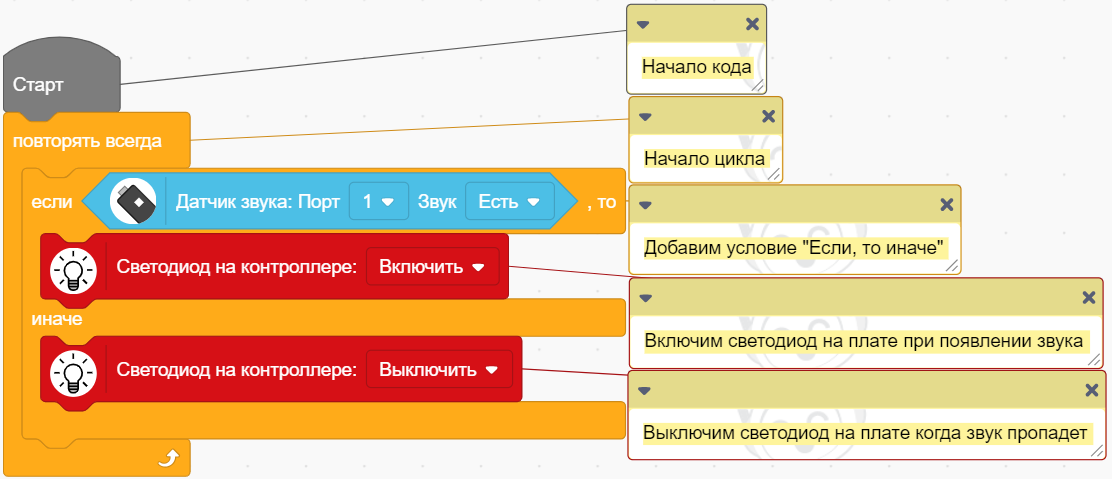 Старт
Начало кода
повторять всегда
Начало цикла
если Датчик звука: Порт 1 Звук Есть , то
Добавим условие "Если, то иначе"
Светодиод на контроллере: Включить
Включим светодиод на плате при появлении звука
иначе
Светодиод на контроллере: Выключить
Выключим светодиод на плате когда звук пропадет